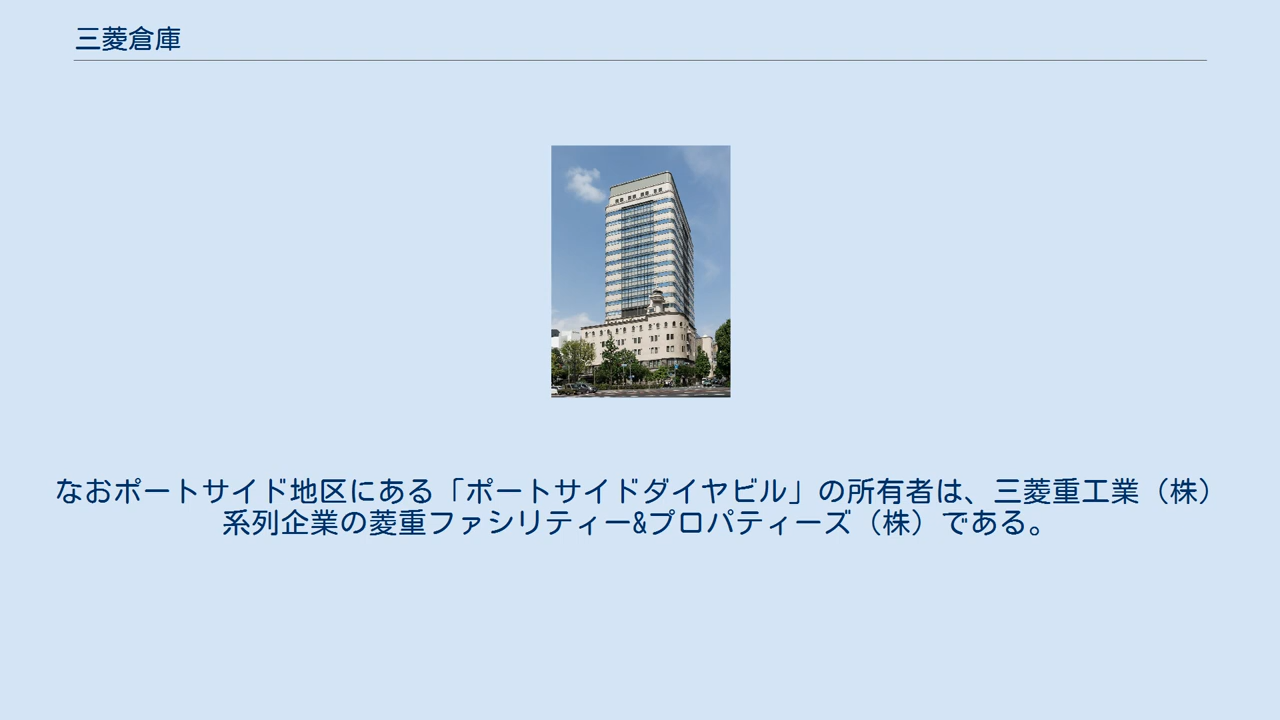 三菱倉庫
なおポートサイド地区にある「ポートサイドダイヤビル」の所有者は、三菱重工業（株）
系列企業の菱重ファシリティー&プロパティーズ（株）である。